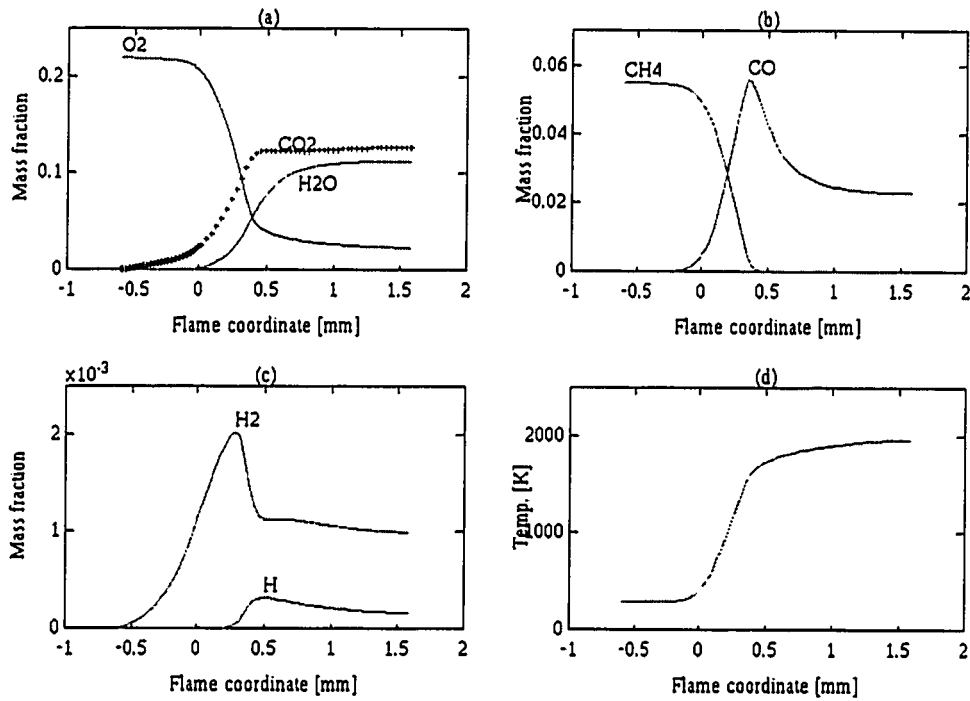 (a)
O2
0.2
CO2
0.1
H2O
0
-1 -0.5 0 0.5 1 1.5 2
Mass fraction
Flame coordinate [mm]
(b)
0.06
CH4 CO
0.04
0.02
0
-1 -0.5 0 0.5 1 1.5 2
Mass fraction
Flame coordinate [mm]
×10-3
(c)
H2
2
1
H
0
-1 -0.5 0 0.5 1 1.5 2
Mass fraction
Flame coordinate [mm]
(d)
2000
1000
0
-1 -0.5 0 0.5 1 1.5 2
Temp. [K]
Flame coordinate [mm]